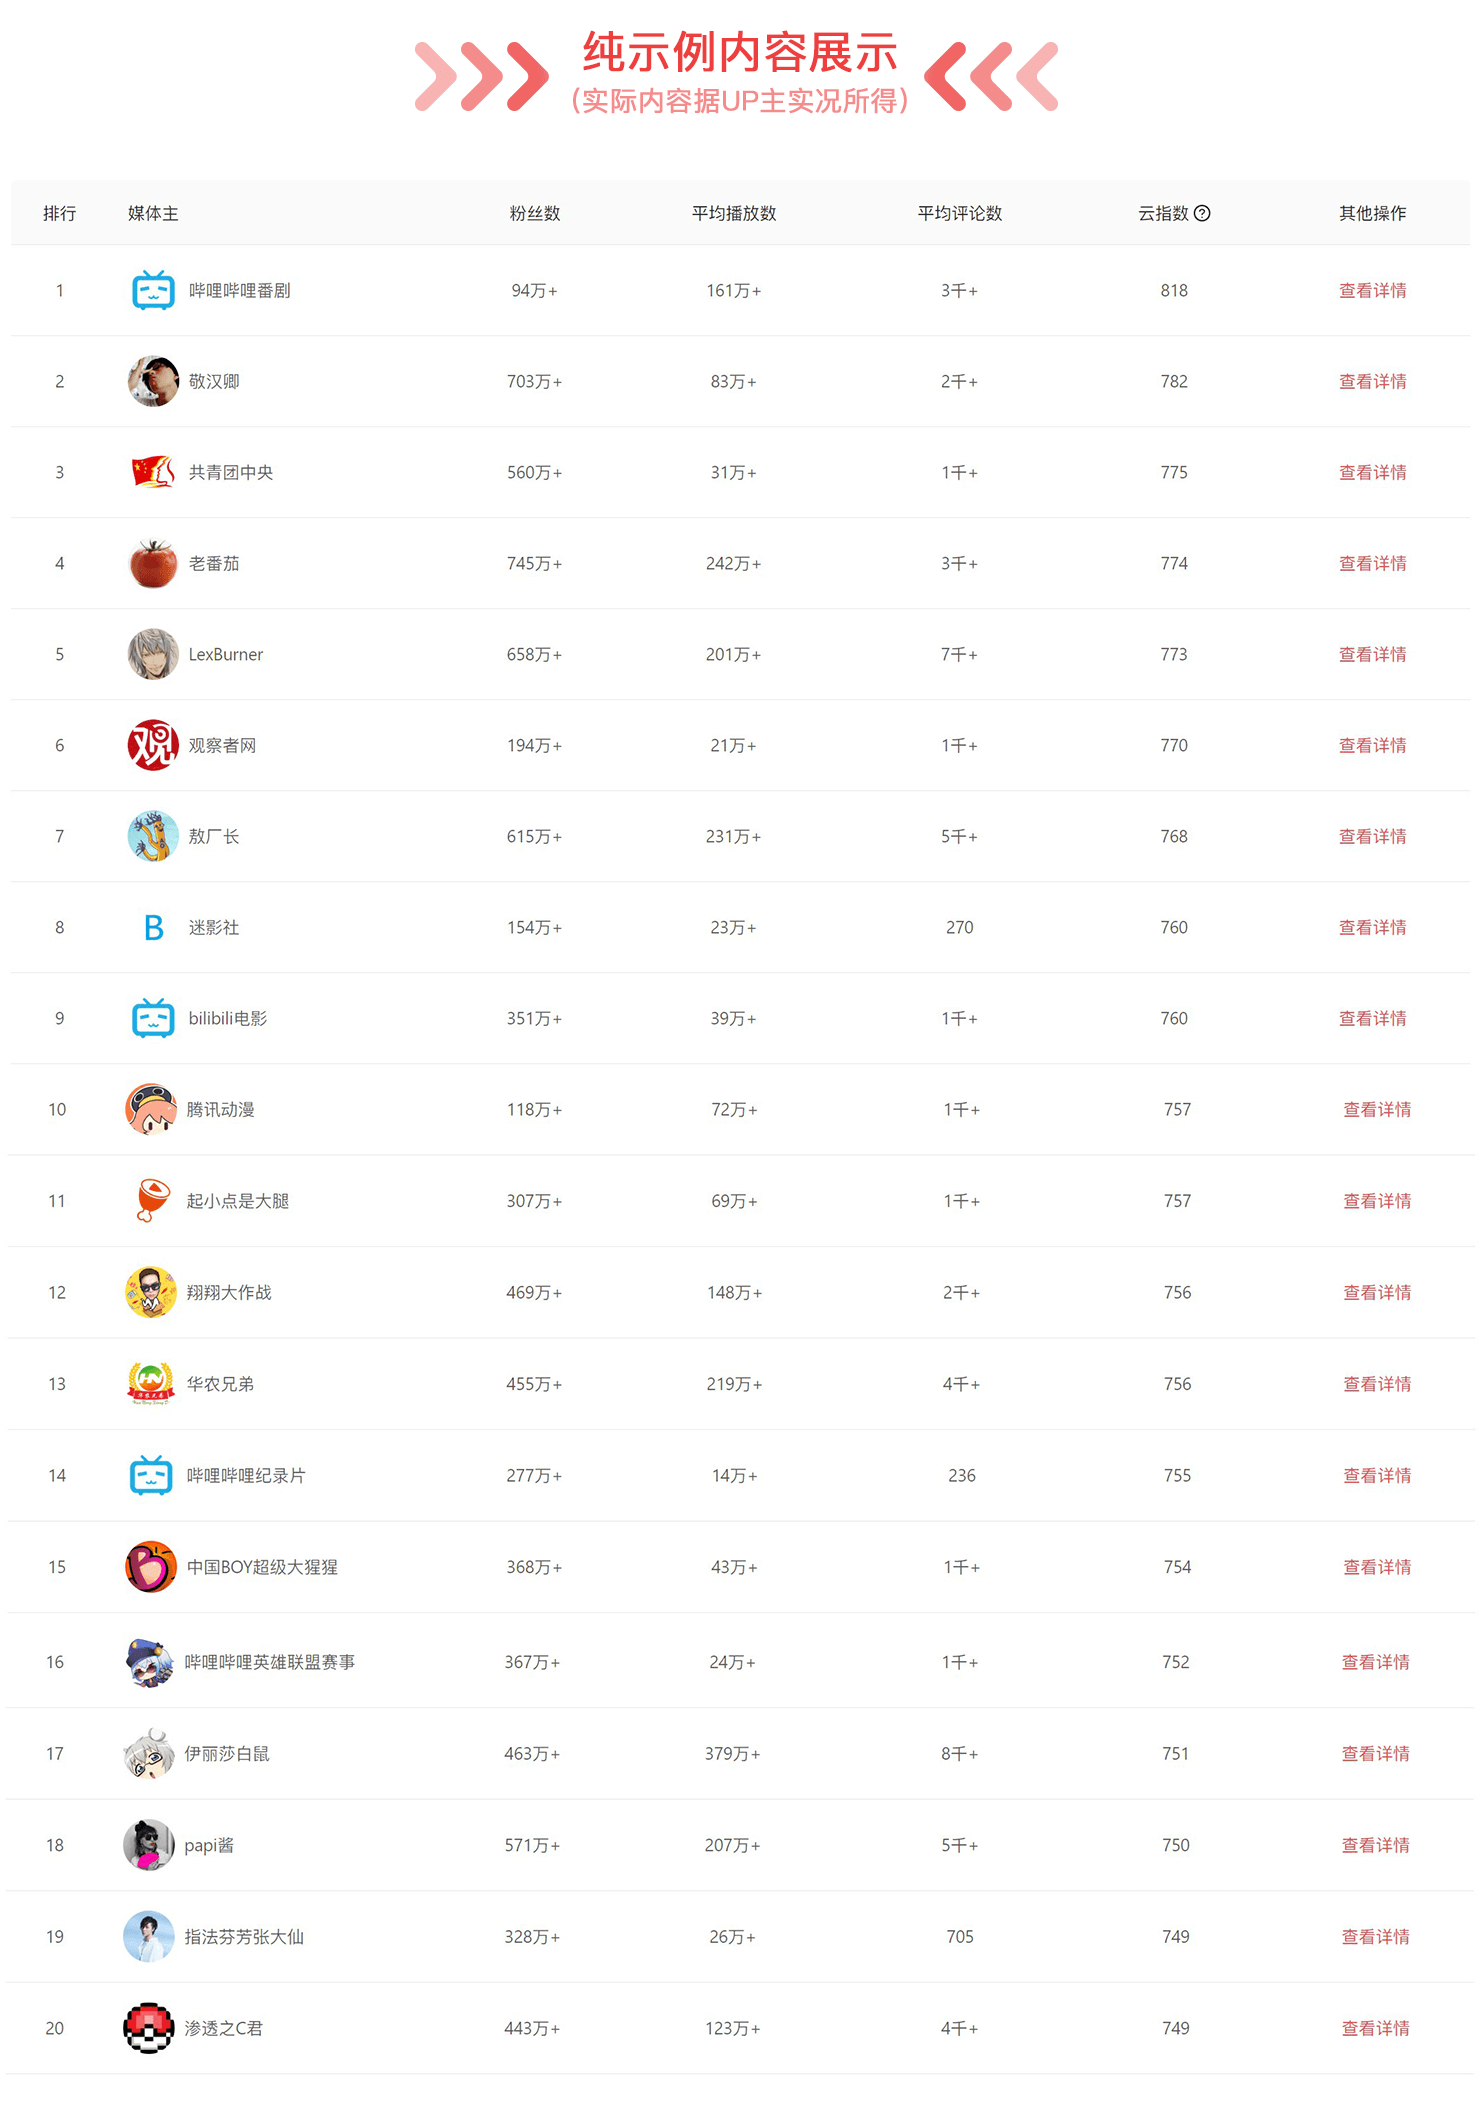 纯示例内容展示
(实际内容据UP主实况所得)
排行 媒体主 粉丝数 平均播放数 平均评论数 云指数 ? 其他操作
1 哔哩哔哩番剧 94万+ 161万+ 3千+ 818 查看详情
2 敬汉卿 703万+ 83万+ 2千+ 782 查看详情
3 共青团中央 560万+ 31万+ 1千+ 775 查看详情
4 老番茄 745万+ 242万+ 3千+ 774 查看详情
5 LexBurner 658万+ 201万+ 7千+ 773 查看详情
6 观 观察者网 194万+ 21万+ 1千+ 770 查看详情
7 敖厂长 615万+ 231万+ 5千+ 768 查看详情
8 B 迷影社 154万+ 23万+ 270 760 查看详情
9 bilibili电影 351万+ 39万+ 1千+ 760 查看详情
10 腾讯动漫 118万+ 72万+ 1千+ 757 查看详情
11 起小点是大腿 307万+ 69万+ 1千+ 757 查看详情
12 翔翔大作战 469万+ 148万+ 2千+ 756 查看详情
13 华农兄弟 455万+ 219万+ 4千+ 756 查看详情
14 哔哩哔哩纪录片 277万+ 14万+ 236 755 查看详情
15 中国BOY超级大猩猩 368万+ 43万+ 1千+ 754 查看详情
16 哔哩哔哩英雄联盟赛事 367万+ 24万+ 1千+ 752 查看详情
17 伊丽莎白鼠 463万+ 379万+ 8千+ 751 查看详情
18 papi酱 571万+ 207万+ 5千+ 750 查看详情
19 指法芬芳张大仙 328万+ 26万+ 705 749 查看详情
20 渗透之C君 443万+ 123万+ 4千+ 749 查看详情